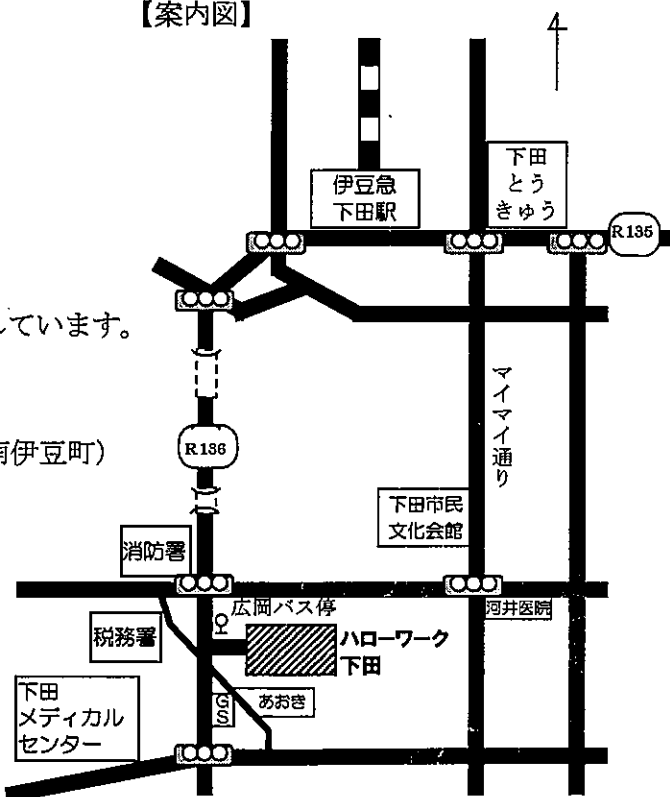 【案内図】
伊豆急
下田駅
下田
とう
きゅう
R135
しています。
マイマイ通り
南伊豆町）
R136
下田市民
文化会館
消防署
広岡バス停
河井医院
税務署
ハローワーク
下田
下田
メディカル
センター
GS
あおき